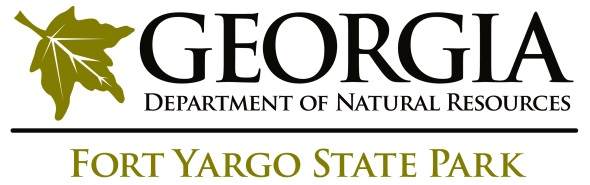 GEORGIA
DEPARTMENT OF NATURAL RESOURCES
FORT YARGO STATE PARK